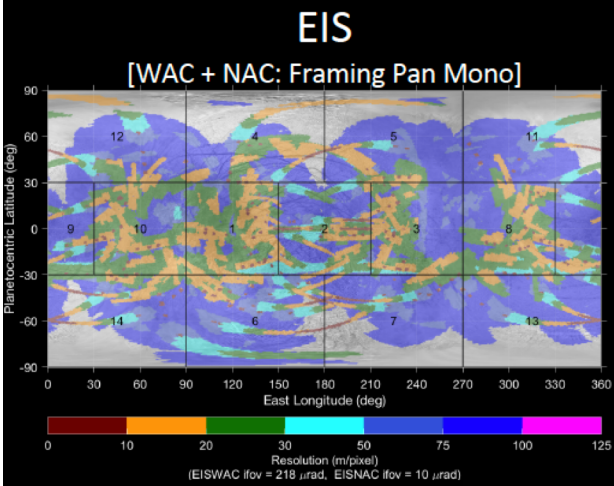 EIS
[WAC + NAC: Framing Pan Mono]
Planetocentric Latitude (deg)
90
60
30
0
-30
-60
-90
12 4 5 11
9 10 1 2 3 8
14 6 7 13
0 30 60 90 120 150 180 210 240 270 300 330 360
East Longitude (deg)
0 10 20 30 50 75 100 125
Resolution (m/pixel)
(EISWAC ifov = 218 μrad, EISNAC ifov = 10 μrad)